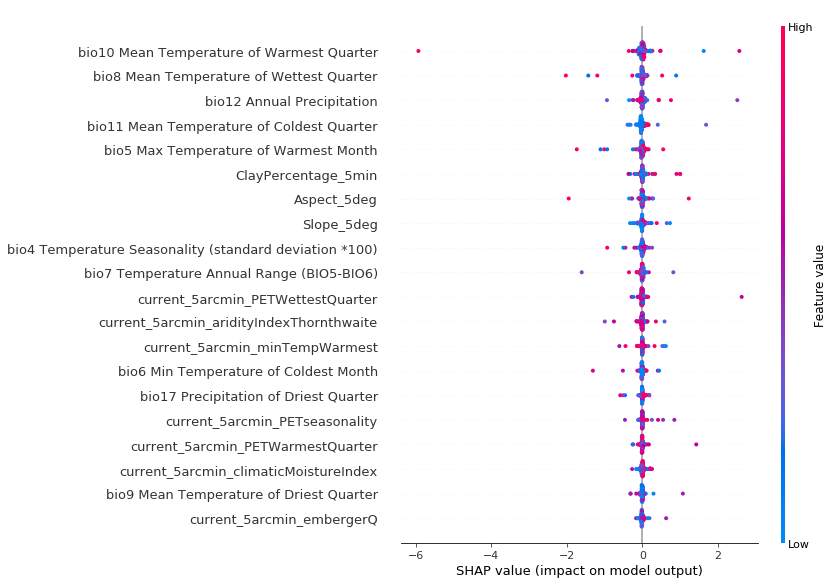 High
bio10 Mean Temperature of Warmest Quarter
bio8 Mean Temperature of Wettest Quarter
bio12 Annual Precipitation
bio11 Mean Temperature of Coldest Quarter
bio5 Max Temperature of Warmest Month
ClayPercentage_5min
Aspect_5deg
Slope_5deg
bio4 Temperature Seasonality (standard deviation *100)
bio7 Temperature Annual Range (BIO5-BIO6)
current_5arcmin_PETWettestQuarter
current_5arcmin_aridityIndexThornthwaite
current_5arcmin_minTempWarmest
bio6 Min Temperature of Coldest Month
bio17 Precipitation of Driest Quarter
current_5arcmin_PETseasonality
current_5arcmin_PETWarmestQuarter
current_5arcmin_climaticMoistureIndex
bio9 Mean Temperature of Driest Quarter
current_5arcmin_embergerQ
Feature value
Low
−6 −4 −2 0 2
SHAP value (impact on model output)